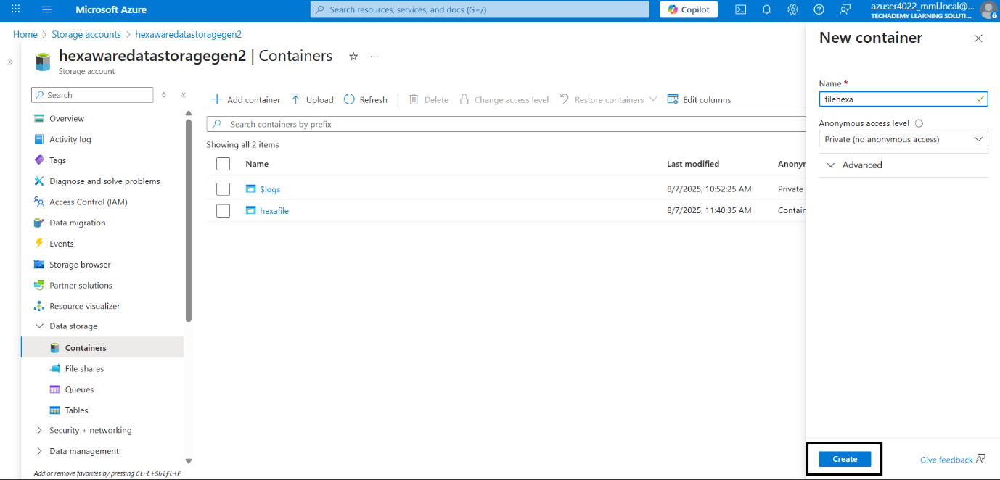 Microsoft Azure
Search resources, services, and docs (G+/)
Copilot
azuser4022_mml.local@...
TECHADEMY LEARNING SOLUTI...
Home > Storage accounts > hexawaredatastoragegen2
hexawaredatastoragegen2 | Containers
Storage account
Search
Overview
Activity log
Tags
Diagnose and solve problems
Access Control (IAM)
Data migration
Events
Storage browser
Partner solutions
Resource visualizer
Data storage
Containers
File shares
Queues
Tables
Security + networking
Data management
Add or remove favorites by pressing Ctrl+Shift+F
Add container Upload Refresh Delete Change access level Restore containers Edit columns
Search containers by prefix
Showing all 2 items
Name Last modified Anonyr
$logs 8/7/2025, 10:52:25 AM Private
hexafile 8/7/2025, 11:40:35 AM Contain
New container
Name *
filehexa
Anonymous access level
Private (no anonymous access)
Advanced
Create
Give feedback